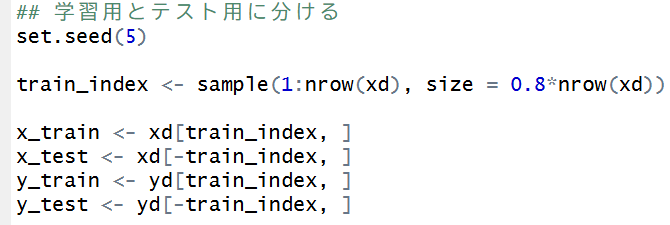 ## 学習用とテスト用に分ける
set.seed(5)
train_index <- sample(1:nrow(xd), size = 0.8*nrow(xd))
x_train <- xd[train_index, ]
x_test <- xd[-train_index, ]
y_train <- yd[train_index, ]
y_test <- yd[-train_index, ]